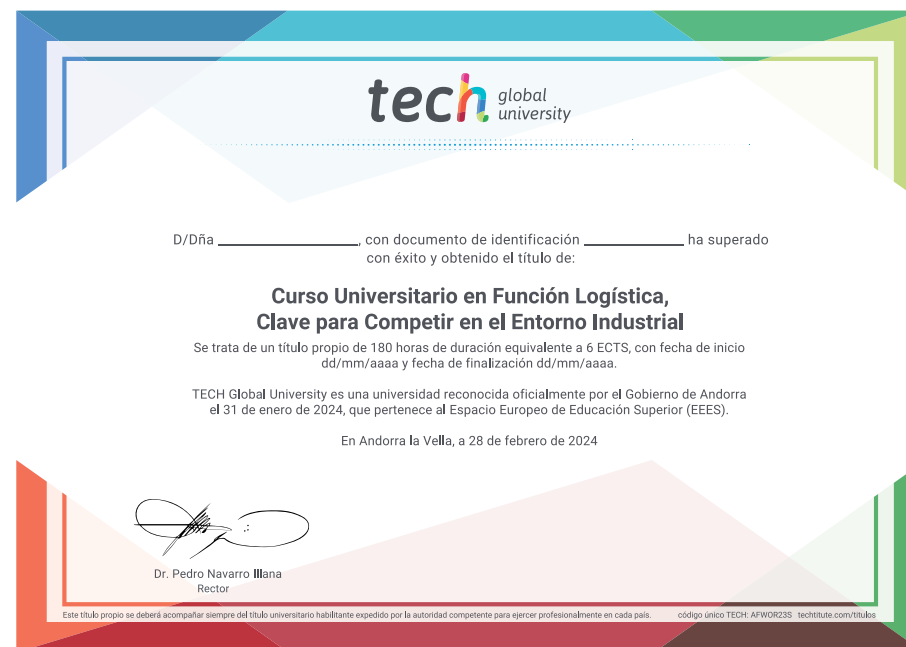 tech global
university
D/Dña ____________________, con documento de identificación ______________ ha superado
con éxito y obtenido el título de:
Curso Universitario en Función Logística,
Clave para Competir en el Entorno Industrial
Se trata de un título propio de 180 horas de duración equivalente a 6 ECTS, con fecha de inicio
dd/mm/aaaa y fecha de finalización dd/mm/aaaa.
TECH Global University es una universidad reconocida oficialmente por el Gobierno de Andorra
el 31 de enero de 2024, que pertenece al Espacio Europeo de Educación Superior (EEES).
En Andorra la Vella, a 28 de febrero de 2024
Dr. Pedro Navarro Illana
Rector
Este título propio se deberá acompañar siempre del título universitario habilitante expedido por la autoridad competente para ejercer profesionalmente en cada país. código único TECH: AFWOR23S techtitute.com/titulos